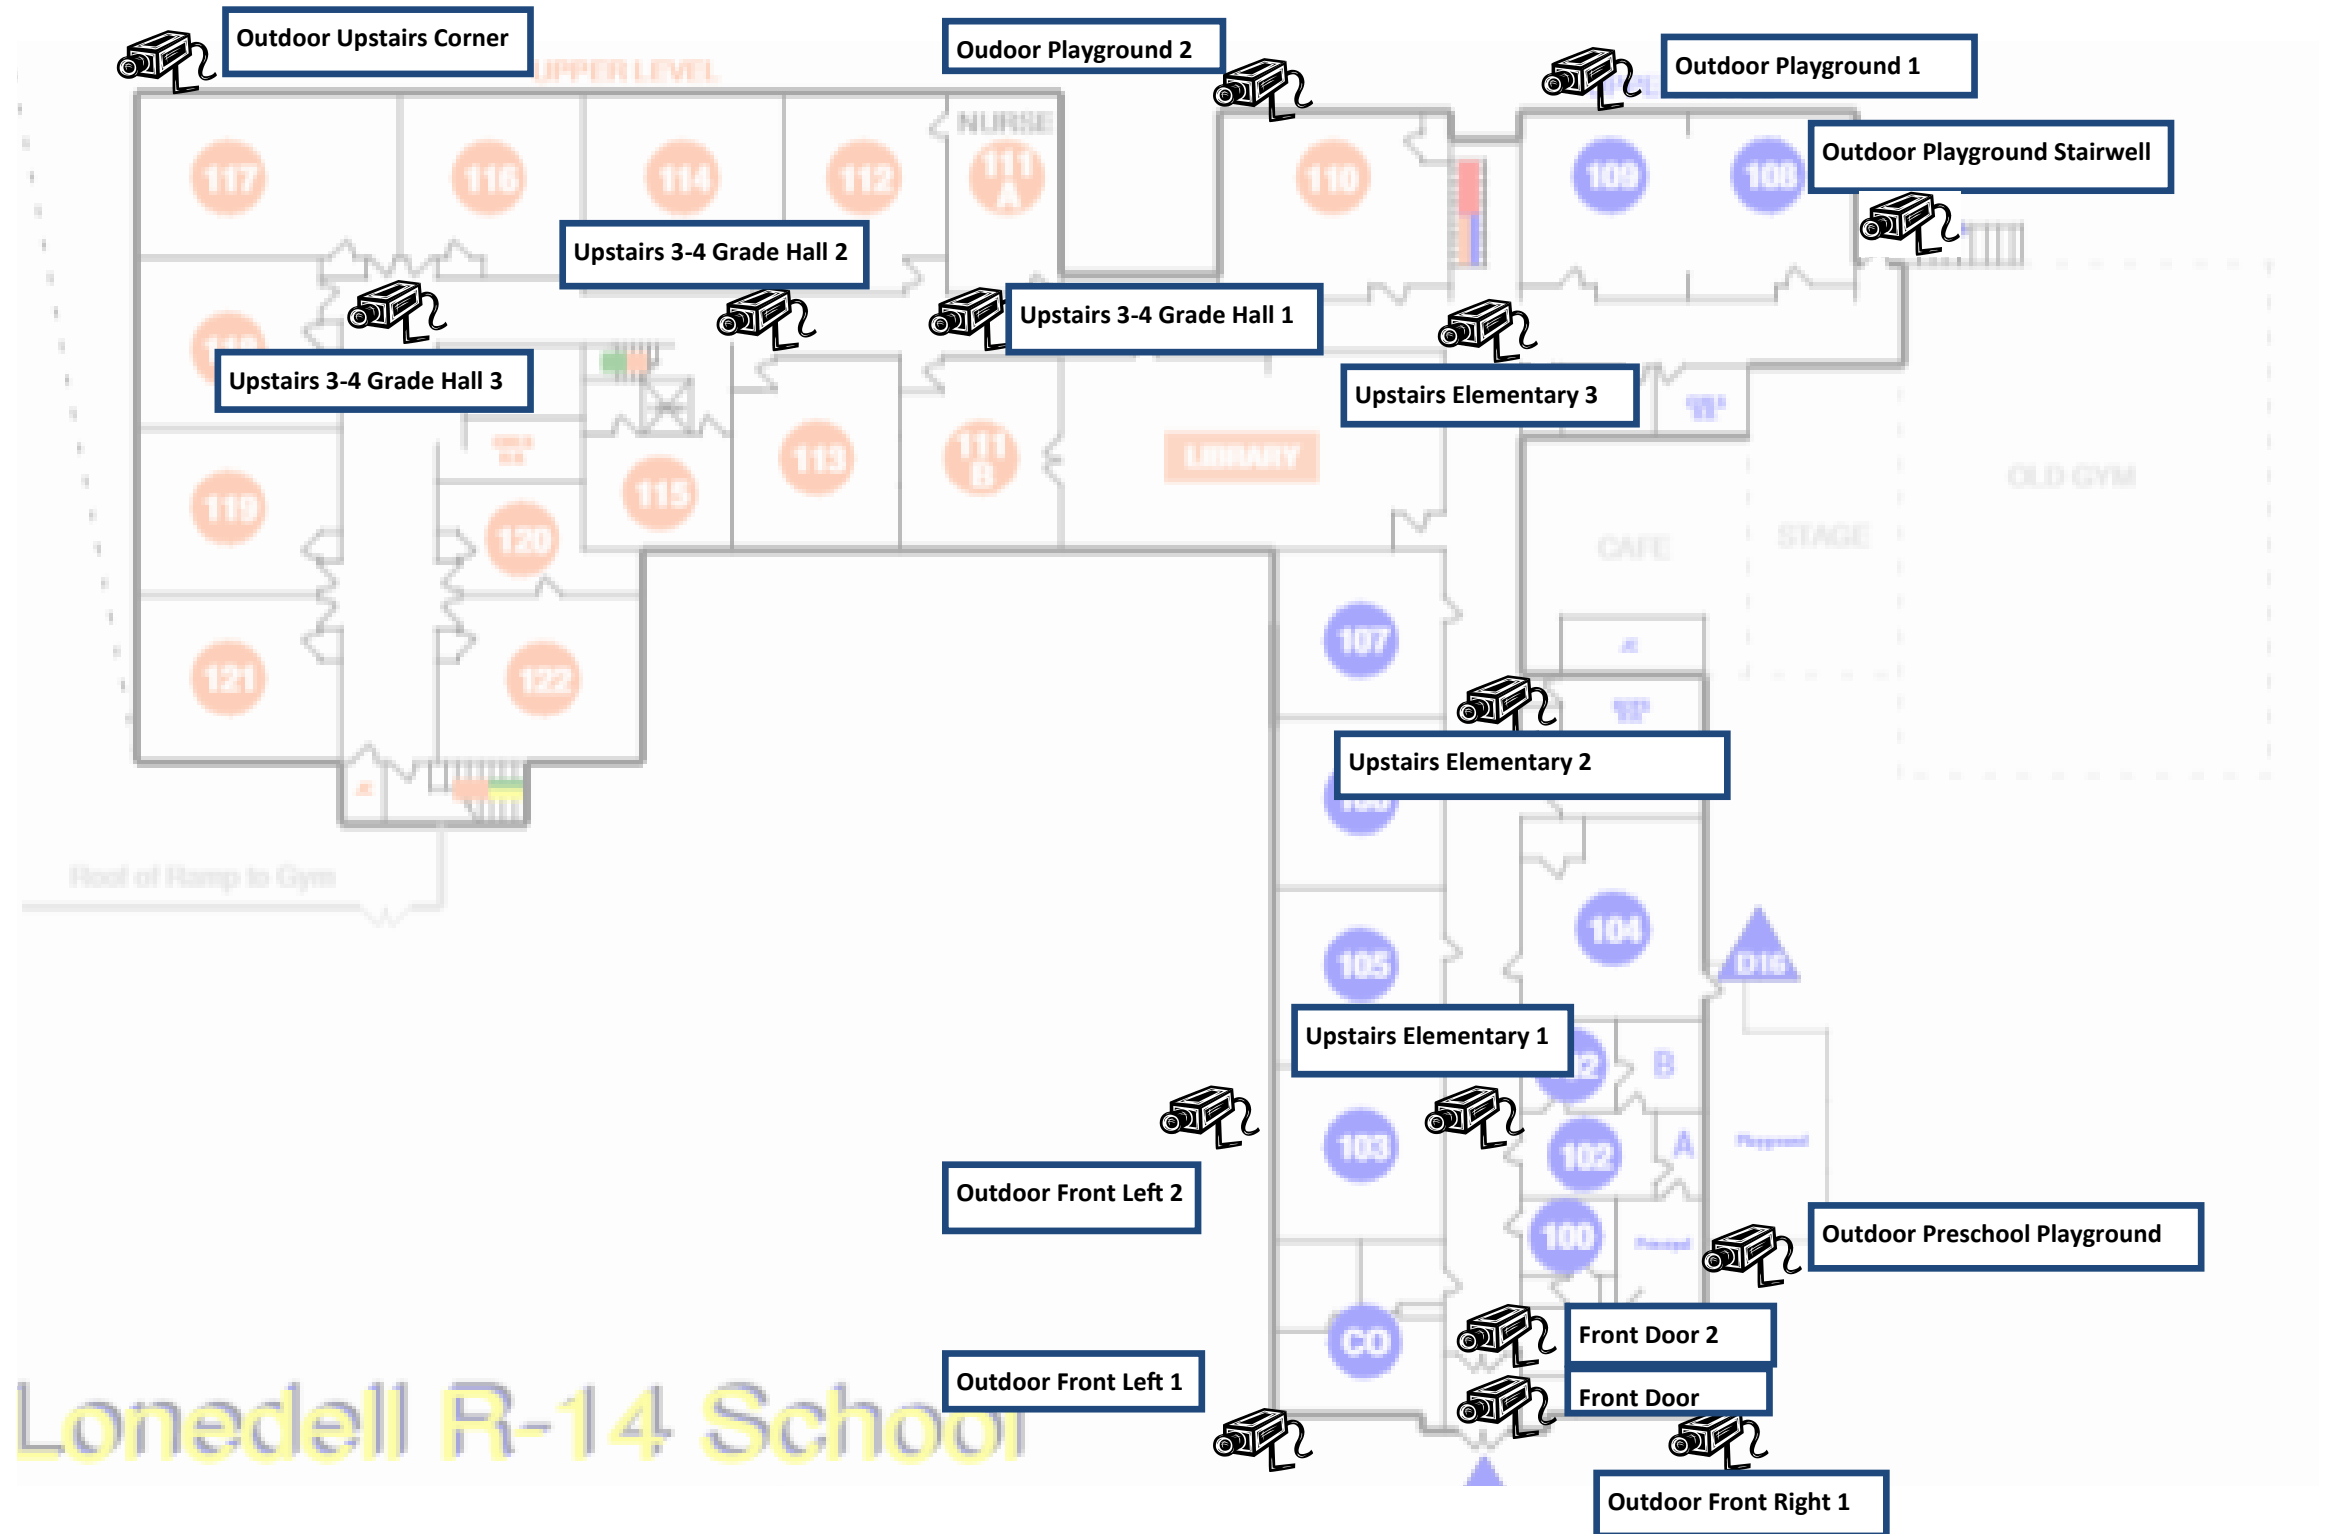 Outdoor Upstairs Corner
Oudoor Playground 2
Outdoor Playground 1
UPPER LEVEL
NURSE
Outdoor Playground Stairwell
117
116
114
112
111
A
110
109
108
Upstairs 3-4 Grade Hall 2
Upstairs 3-4 Grade Hall 1
Upstairs 3-4 Grade Hall 3
Upstairs Elementary 3
113
111
B
LIBRARY
OLD GYM
115
119
120
CAFE
STAGE
107
121
122
Upstairs Elementary 2
Roof of Ramp to Gym
104
105
D16
Upstairs Elementary 1
B
103
102
A
Playground
Outdoor Front Left 2
100
Principal
Outdoor Preschool Playground
CO
Front Door 2
Outdoor Front Left 1
Front Door
Lonedell R-14 School
Outdoor Front Right 1